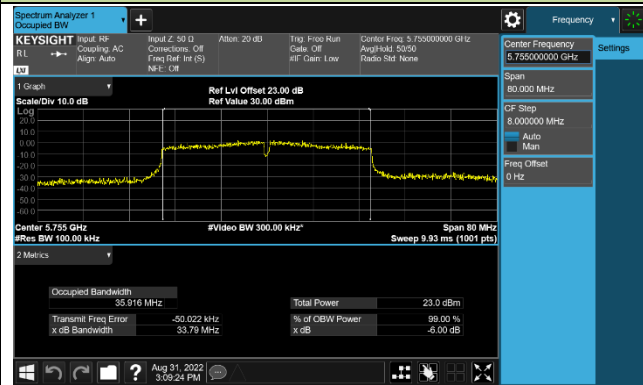 Spectrum Analyzer 1
Occupied BW
Frequency
KEYSIGHT
Input: RF
Input Z: 50 Ω
Atten: 20 dB
Trig: Free Run
Center Freq: 5.755000000 GHz
RL
Coupling: AC
Corrections: Off
Gate: Off
Avg|Hold: 50/50
Align: Auto
Freq Ref: Int (S)
#IF Gain: Low
Radio Std: None
NFE: Off
LXI
Center Frequency
Settings
5.755000000 GHz
Span
80.000 MHz
CF Step
8.000000 MHz
Auto
Man
Freq Offset
0 Hz
1 Graph
Ref Lvl Offset 23.00 dB
Scale/Div 10.0 dB
Ref Value 30.00 dBm
Log
20.0
10.0
0.00
-10.0
-20.0
-30.0
-40.0
-50.0
-60.0
Center 5.755 GHz
#Video BW 300.00 kHz*
Span 80 MHz
#Res BW 100.00 kHz
Sweep 9.93 ms (1001 pts)
2 Metrics
Occupied Bandwidth
35.916 MHz
Total Power
23.0 dBm
Transmit Freq Error
-50.022 kHz
% of OBW Power
99.00 %
x dB Bandwidth
33.79 MHz
x dB
-6.00 dB
Aug 31, 2022
3:09:24 PM